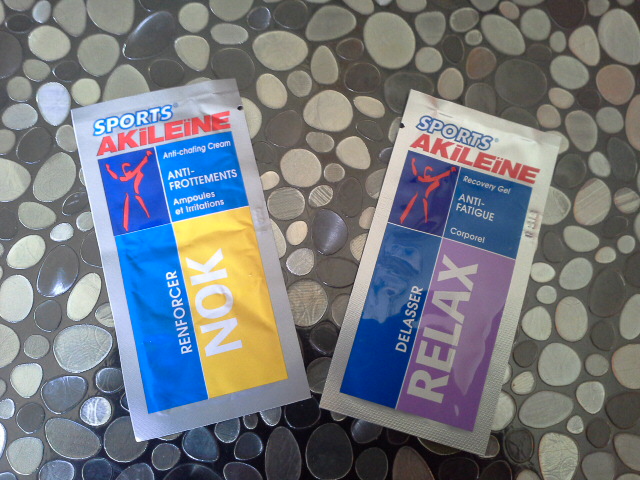 SPORTS
AKiLEiNE
Anti-chafing Cream
ANTI-
FROTTEMENTS
Ampoules
et Irritations
RENFORCER
NOK
SPORTS
AKiLEiNE
Recovery Gel
ANTI-
FATIGUE
Corporel
DELASSER
RELAX